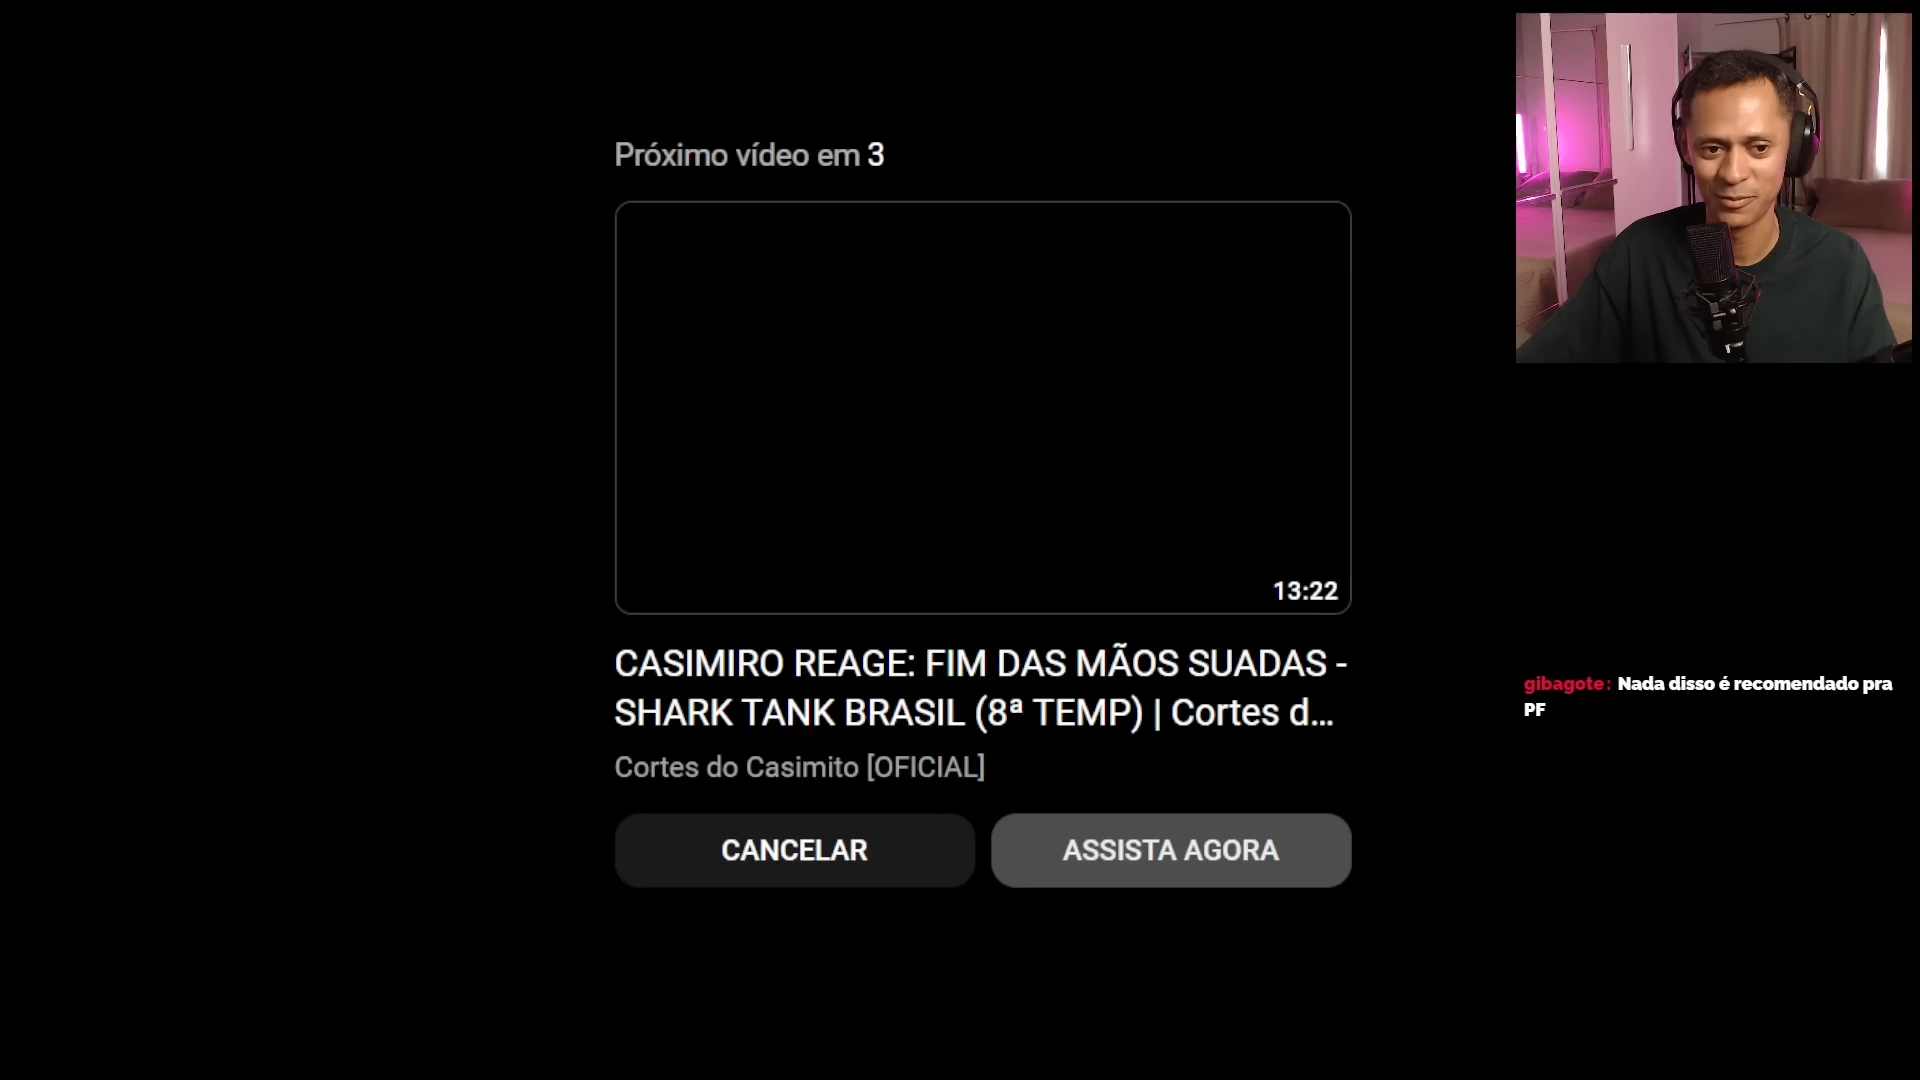 Próximo vídeo em 3
13:22
CASIMIRO REAGE: FIM DAS MÃOS SUADAS -
SHARK TANK BRASIL (8ª TEMP) | Cortes d...
Cortes do Casimito [OFICIAL]
CANCELAR
ASSISTA AGORA
gibagote: Nada disso é recomendado pra
PF